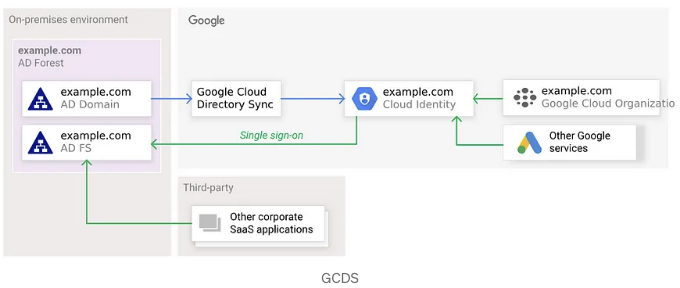 On-premises environment
Google
example.com
AD Forest
example.com
AD Domain
Google Cloud
Directory Sync
example.com
Cloud Identity
example.com
Google Cloud Organizatio
example.com
AD FS
Single sign-on
Other Google
services
Third-party
Other corporate
SaaS applications
GCDS